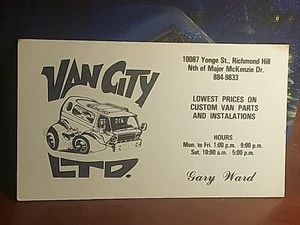 VAN CITY
LTD.
10087 Yonge St., Richmond Hill
Nth of Major McKenzie Dr.
884-9833
LOWEST PRICES ON
CUSTOM VAN PARTS
AND INSTALATIONS
HOURS
Mon. to Fri. 1:00 p.m. - 9:00 p.m.
Sat. 10:00 a.m. - 5:00 p.m.
Gary Ward